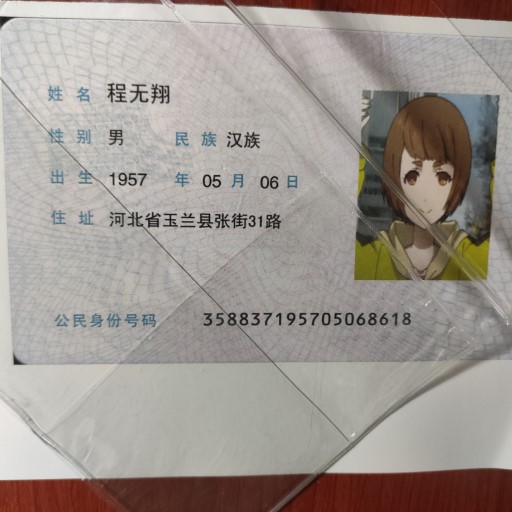 姓名 程无翔
性别 男 民族 汉族
出生 1957 年 05 月 06 日
住址 河北省玉兰县张街31路
公民身份号码 358837195705068618